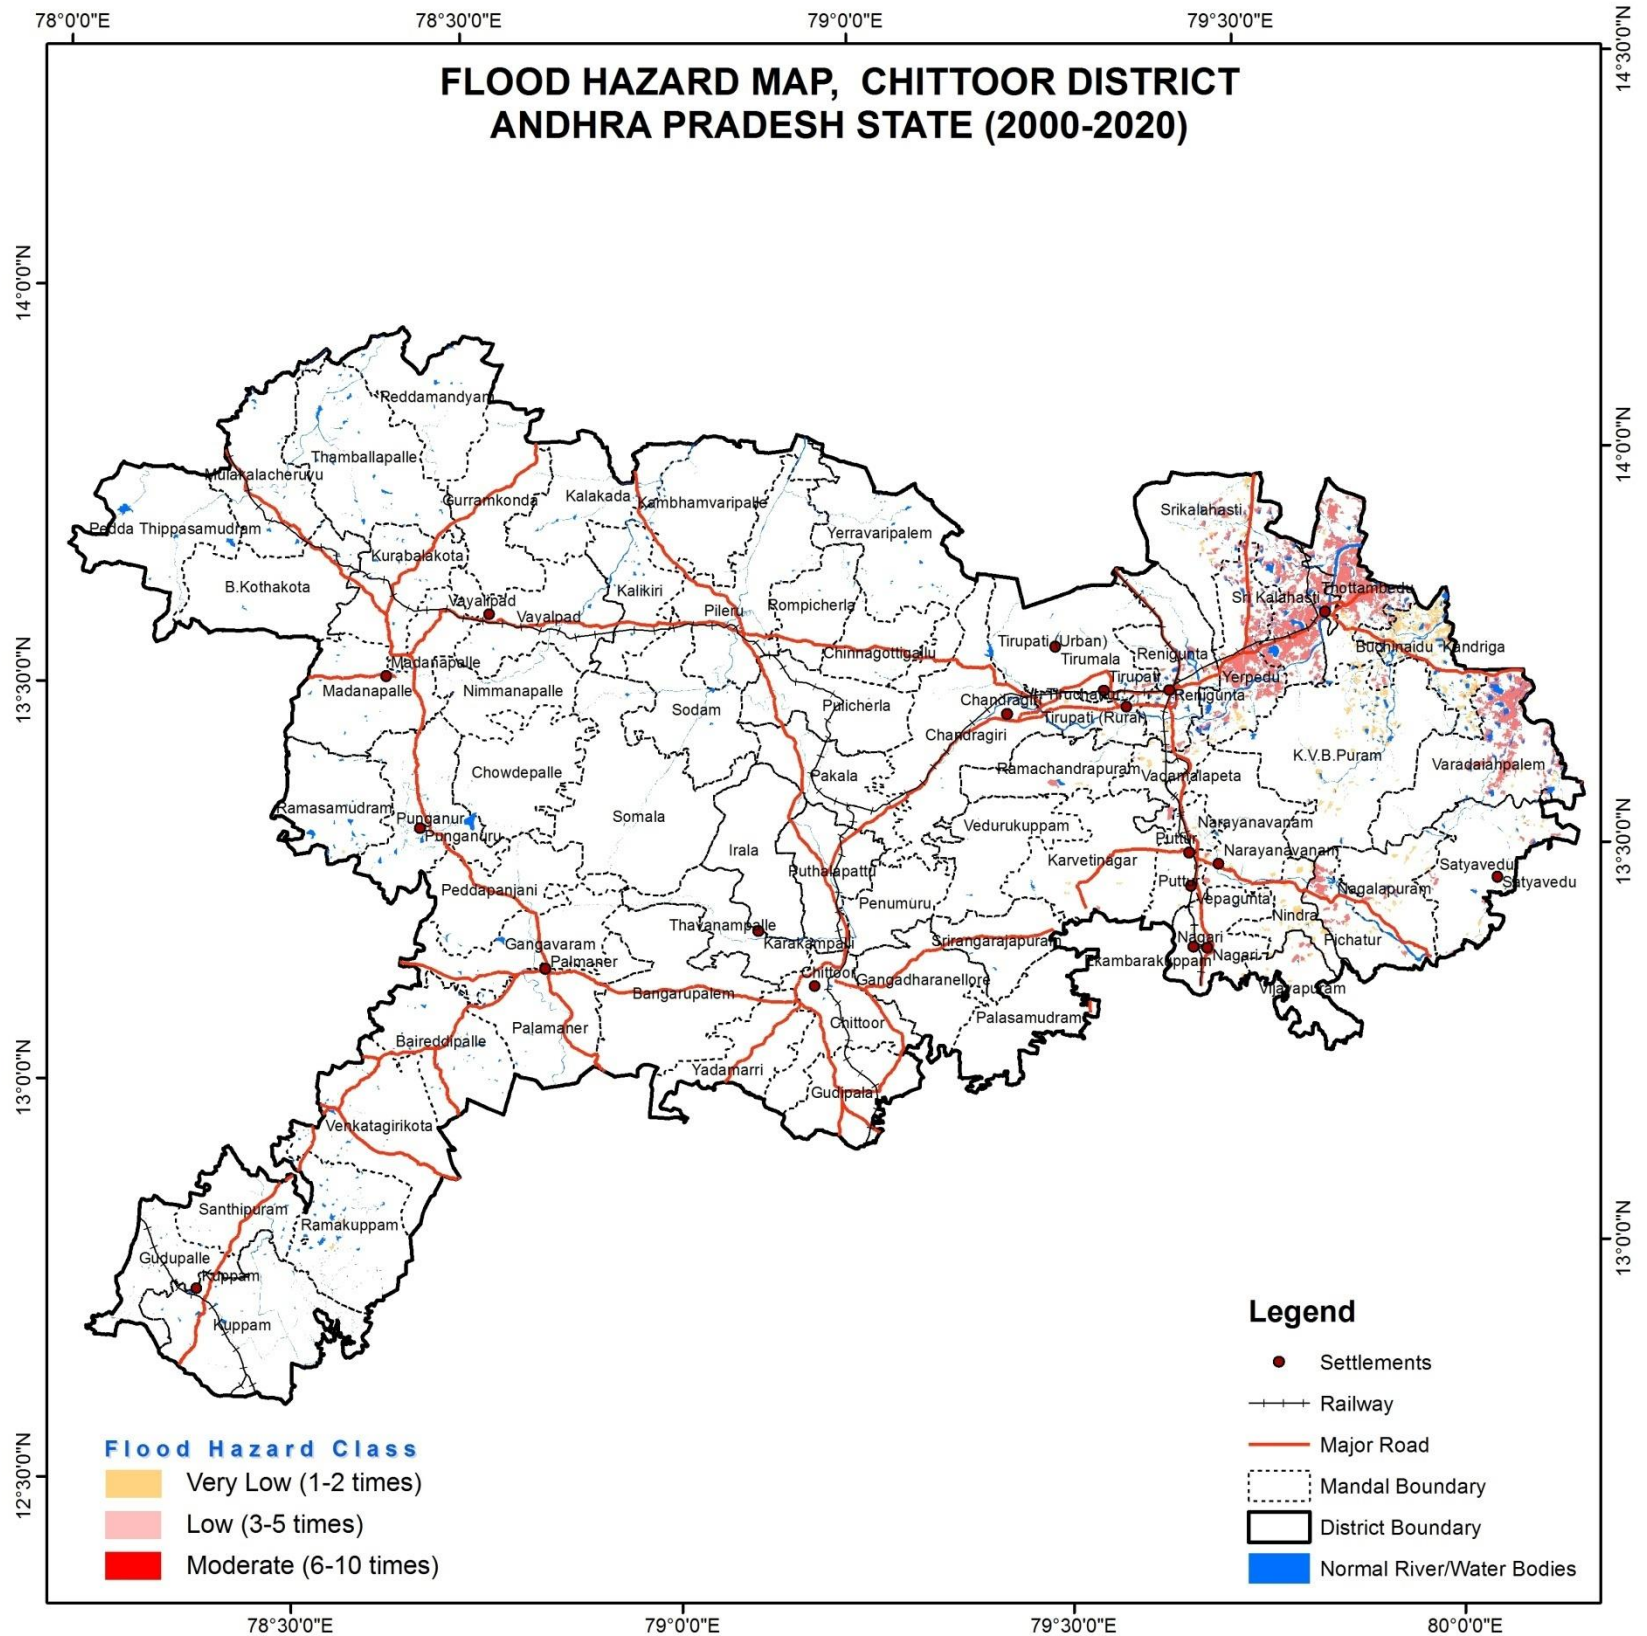 78°0'0"E
78°30'0"E
79°0'0"E
79°30'0"E
14°30'0"N
FLOOD HAZARD MAP, CHITTOOR DISTRICT
ANDHRA PRADESH STATE (2000-2020)
14°0'0"N
14°0'0"N
Reddamandyam
Thamballapalle
Mulakalacheruvu
Gurramkonda
Kalakada
Kambhamvaripalle
Srikalahasti
Pedda Thippasamudram
Yerravaripalem
Kurabalakota
B.Kothakota
Kalikiri
Thottambedu
Sri Kalahasti
Vayalpad
Vayalpad
Pileru
Rompicherla
Tirupati (Urban)
Tirumala
Renigunta
Buchinaidu Kandriga
Chinnagottigallu
13°30'0"N
Madanapalle
Madanapalle
Nimmanapalle
Tirupati
Yerpedu
Renigunta
Sodam
Pulicherla
Chandragiri
Tirupati (Rural)
Chandragiri
K.V.B.Puram
Varadaiahpalem
Chowdepalle
Pakala
Ramachandrapuram
Vadamalapeta
Ramasamudram
Punganur
Punganuru
Somala
Vedurukuppam
Narayanavanam
13°30'0"N
Irala
Puttur
Narayanavanam
Karvetinagar
Satyavedu
Satyavedu
Puthalapattu
Puttur
Peddapanjani
Nagalapuram
Vepagunta
Penumuru
Nindra
Thavanampalle
Karakampalli
Srirangarajapuram
Nagari
Nagari
Pichatur
Gangavaram
Palmaner
Ekambarakuppam
Chittoor
Gangadharanellore
Vijayapuram
Bangarupalem
Palasamudram
Palamaner
Chittoor
Baireddipalle
13°0'0"N
Yadamarri
Gudipala
Venkatagirikota
Santhipuram
Ramakuppam
13°0'0"N
Gudupalle
Kuppam
Kuppam
Legend
Settlements
Railway
Major Road
Mandal Boundary
District Boundary
Normal River/Water Bodies
12°30'0"N
Flood Hazard Class
Very Low (1-2 times)
Low (3-5 times)
Moderate (6-10 times)
78°30'0"E
79°0'0"E
79°30'0"E
80°0'0"E